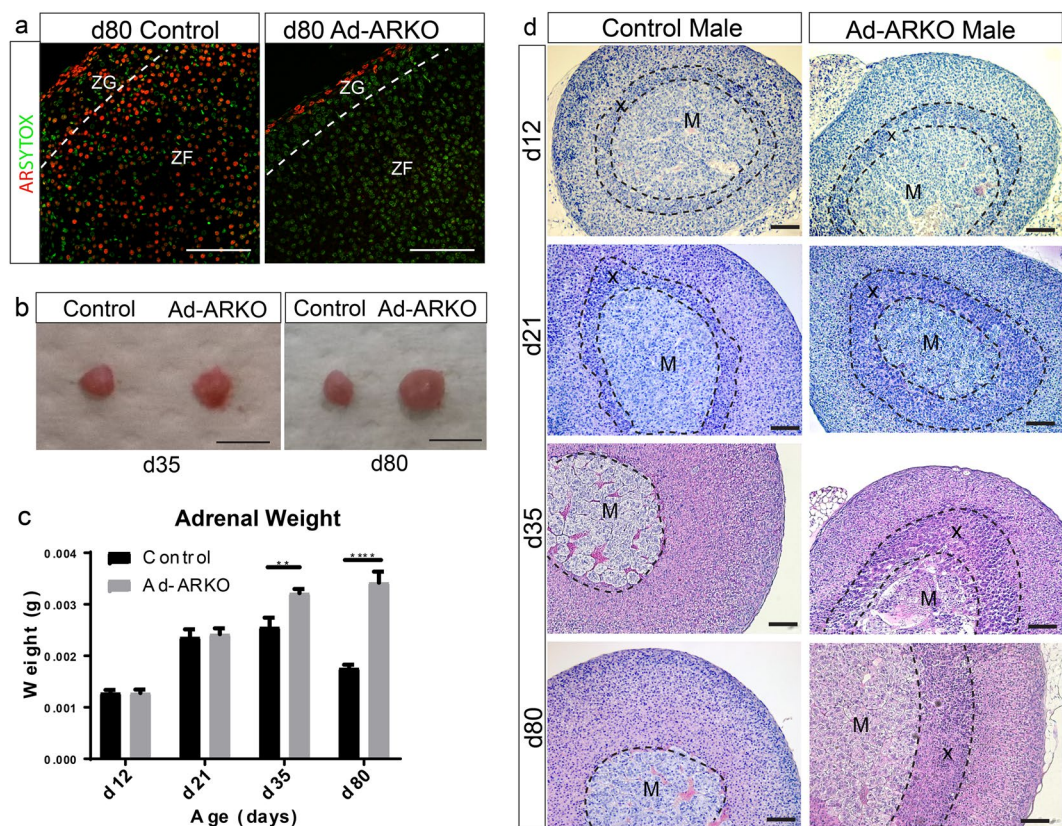 a
d80 Control
d80 Ad-ARKO
ARSYTOX
ZG
ZF
ZG
ZF
b
Control Ad-ARKO
Control Ad-ARKO
d35
d80
c
Adrenal Weight
Control
Ad-ARKO
**
****
Weight (g)
0.004
0.003
0.002
0.001
0.000
d12
d21
d35
d80
Age (days)
d
Control Male
Ad-ARKO Male
d12
X
M
X
M
d21
X
M
X
M
d35
M
X
M
d80
M
M
X